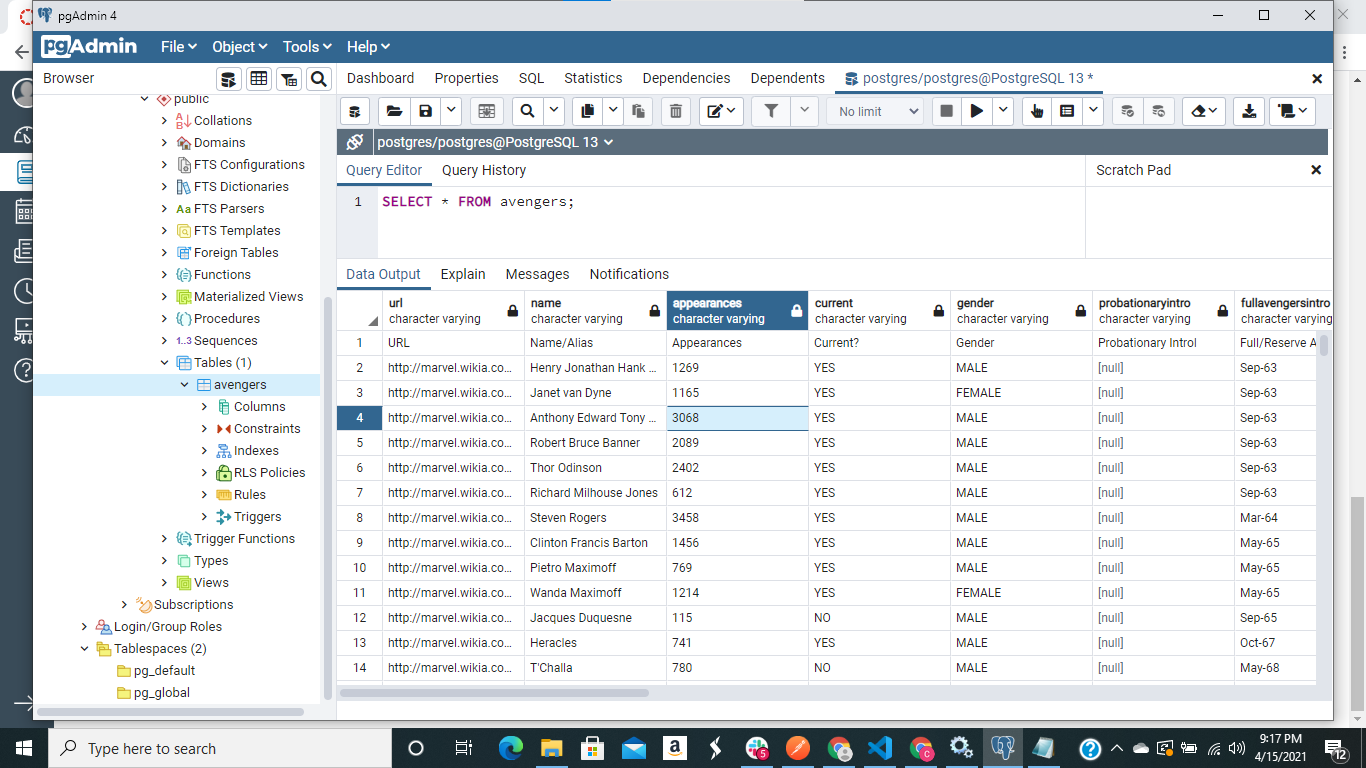 pgAdmin 4
pgAdmin File Object Tools Help
Browser
Dashboard Properties SQL Statistics Dependencies Dependents postgres/postgres@PostgreSQL 13 *
public
Collations
Domains
FTS Configurations
FTS Dictionaries
Aa FTS Parsers
FTS Templates
Foreign Tables
Functions
Materialized Views
Procedures
1..3 Sequences
Tables (1)
avengers
Columns
Constraints
Indexes
RLS Policies
Rules
Triggers
Trigger Functions
Types
Views
Subscriptions
Login/Group Roles
Tablespaces (2)
pg_default
pg_global
No limit
postgres/postgres@PostgreSQL 13
Query Editor Query History
Scratch Pad
1 SELECT * FROM avengers;
Data Output Explain Messages Notifications
url name appearances current gender probationaryintro fullavengersintro
character varying character varying character varying character varying character varying character varying character varying
1 URL Name/Alias Appearances Current? Gender Probationary Introl Full/Reserve A
2 http://marvel.wikia.co... Henry Jonathan Hank ... 1269 YES MALE [null] Sep-63
3 http://marvel.wikia.co... Janet van Dyne 1165 YES FEMALE [null] Sep-63
4 http://marvel.wikia.co... Anthony Edward Tony ... 3068 YES MALE [null] Sep-63
5 http://marvel.wikia.co... Robert Bruce Banner 2089 YES MALE [null] Sep-63
6 http://marvel.wikia.co... Thor Odinson 2402 YES MALE [null] Sep-63
7 http://marvel.wikia.co... Richard Milhouse Jones 612 YES MALE [null] Sep-63
8 http://marvel.wikia.co... Steven Rogers 3458 YES MALE [null] Mar-64
9 http://marvel.wikia.co... Clinton Francis Barton 1456 YES MALE [null] May-65
10 http://marvel.wikia.co... Pietro Maximoff 769 YES MALE [null] May-65
11 http://marvel.wikia.co... Wanda Maximoff 1214 YES FEMALE [null] May-65
12 http://marvel.wikia.co... Jacques Duquesne 115 NO MALE [null] Sep-65
13 http://marvel.wikia.co... Heracles 741 YES MALE [null] Oct-67
14 http://marvel.wikia.co... T'Challa 780 NO MALE [null] May-68
Type here to search
a
5
C
9:17 PM
4/15/2021
12